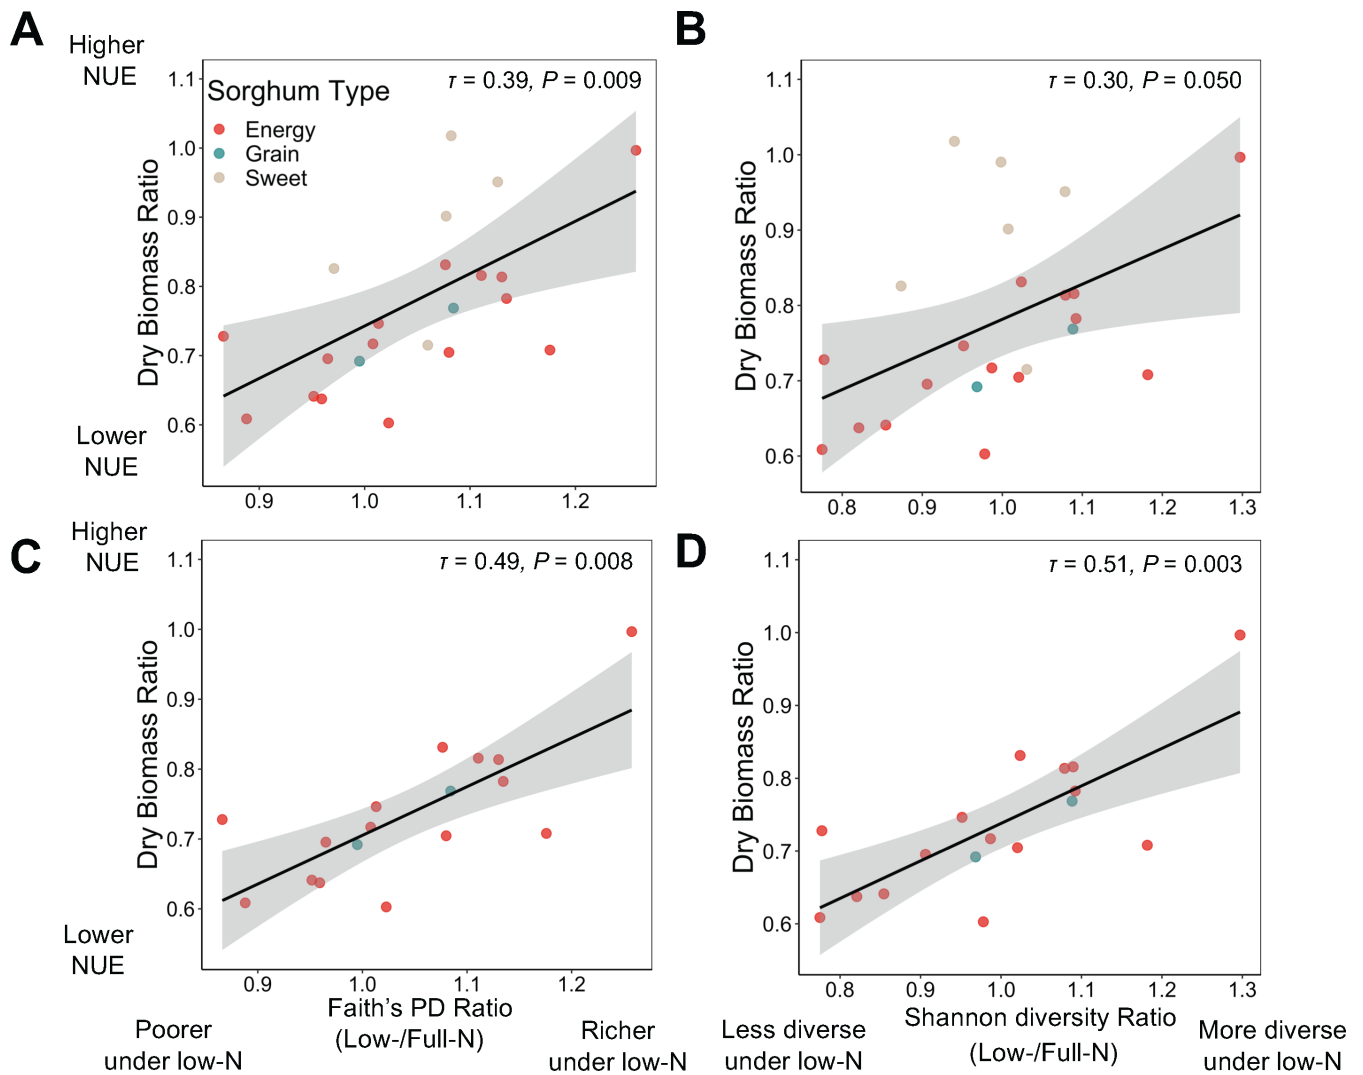 A
Higher
NUE
Sorghum Type
Energy
Grain
Sweet
τ = 0.39, P = 0.009
Dry Biomass Ratio
1.1
1.0
0.9
0.8
0.7
0.6
Lower
NUE
0.9
1.0
1.1
1.2
B
τ = 0.30, P = 0.050
Dry Biomass Ratio
1.1
1.0
0.9
0.8
0.7
0.6
0.8
0.9
1.0
1.1
1.2
1.3
C
Higher
NUE
τ = 0.49, P = 0.008
Dry Biomass Ratio
1.1
1.0
0.9
0.8
0.7
0.6
Lower
NUE
0.9
1.0
1.1
1.2
Faith’s PD Ratio
(Low-/Full-N)
Poorer
under low-N
Richer
under low-N
D
τ = 0.51, P = 0.003
Dry Biomass Ratio
1.1
1.0
0.9
0.8
0.7
0.6
0.8
0.9
1.0
1.1
1.2
1.3
Shannon diversity Ratio
(Low-/Full-N)
Less diverse
under low-N
More diverse
under low-N